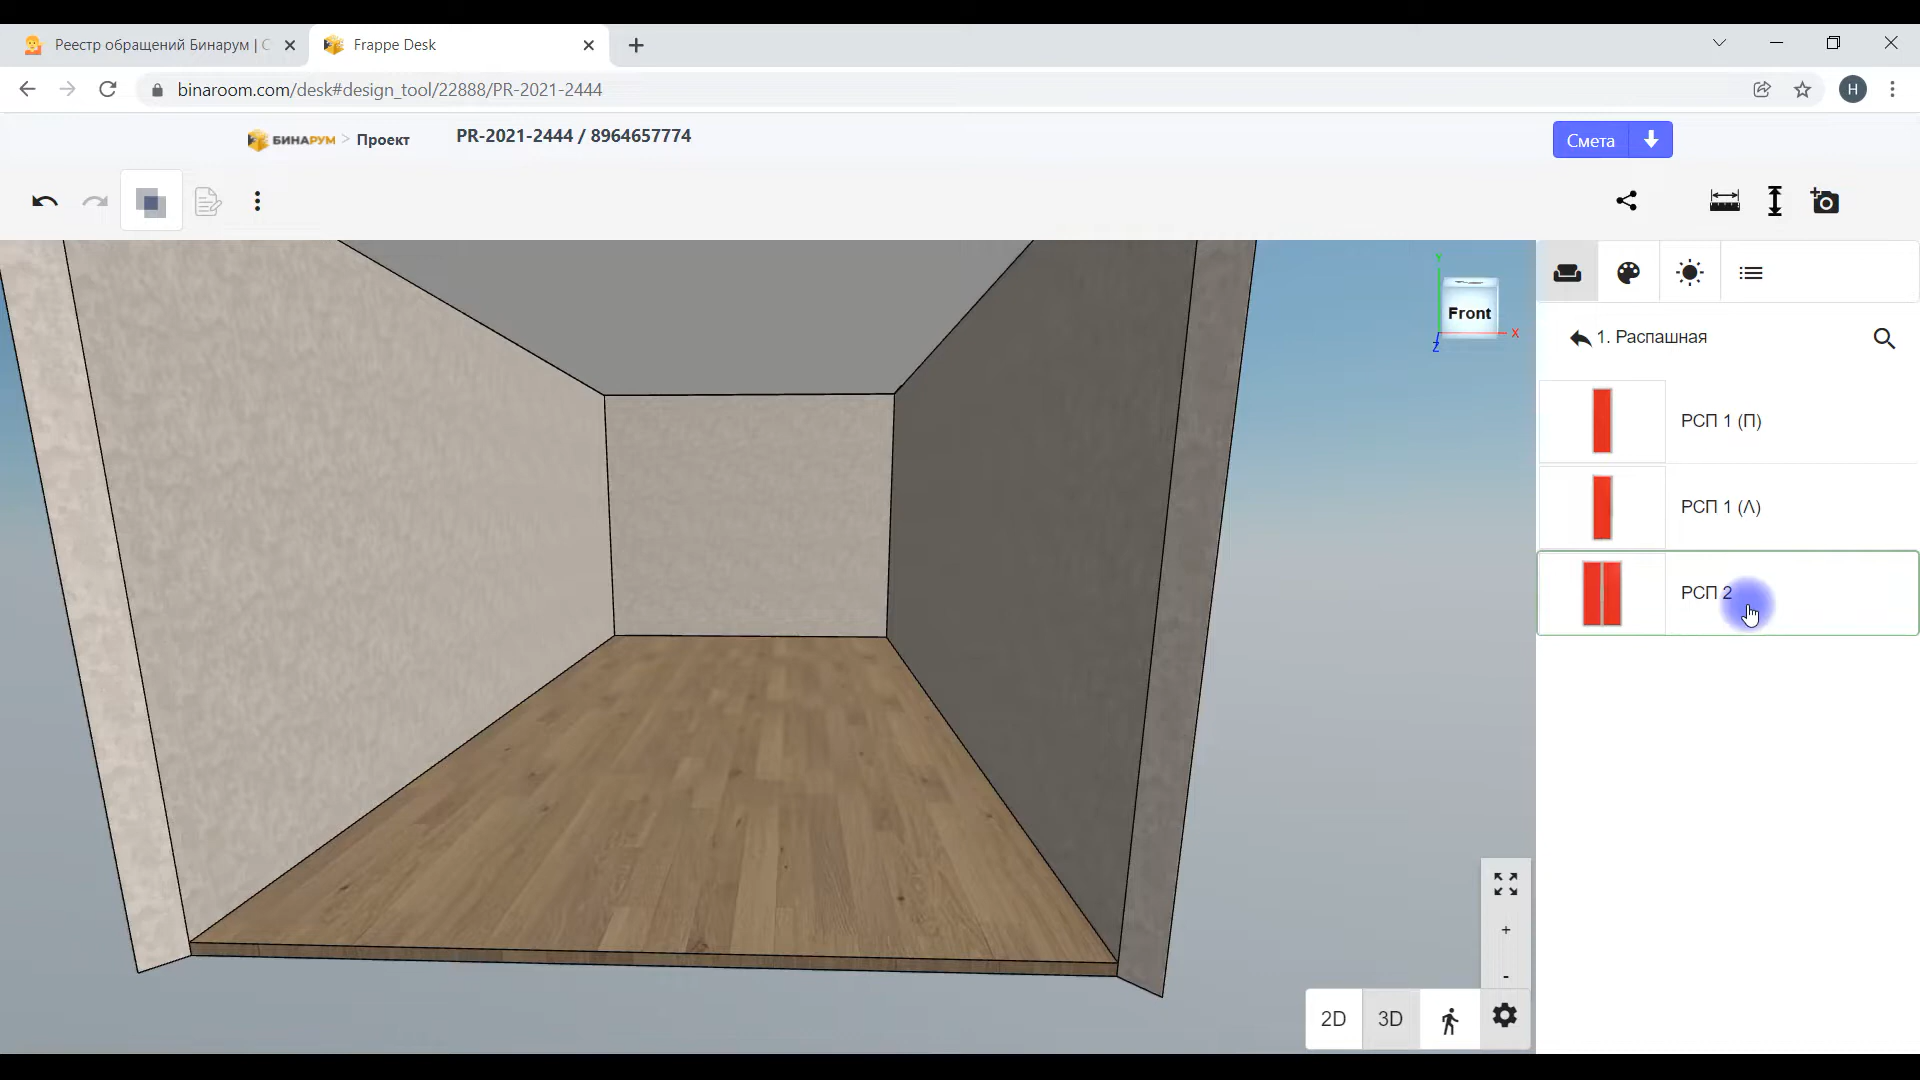 Реестр обращений Бинарум | С
Frappe Desk
binaroom.com/desk#design_tool/22888/PR-2021-2444
H
БИНАРУМ > Проект
PR-2021-2444 / 8964657774
Смета
Y
Front
X
Z
1. Распашная
РСП 1 (П)
РСП 1 (Л)
РСП 2
+
-
2D
3D